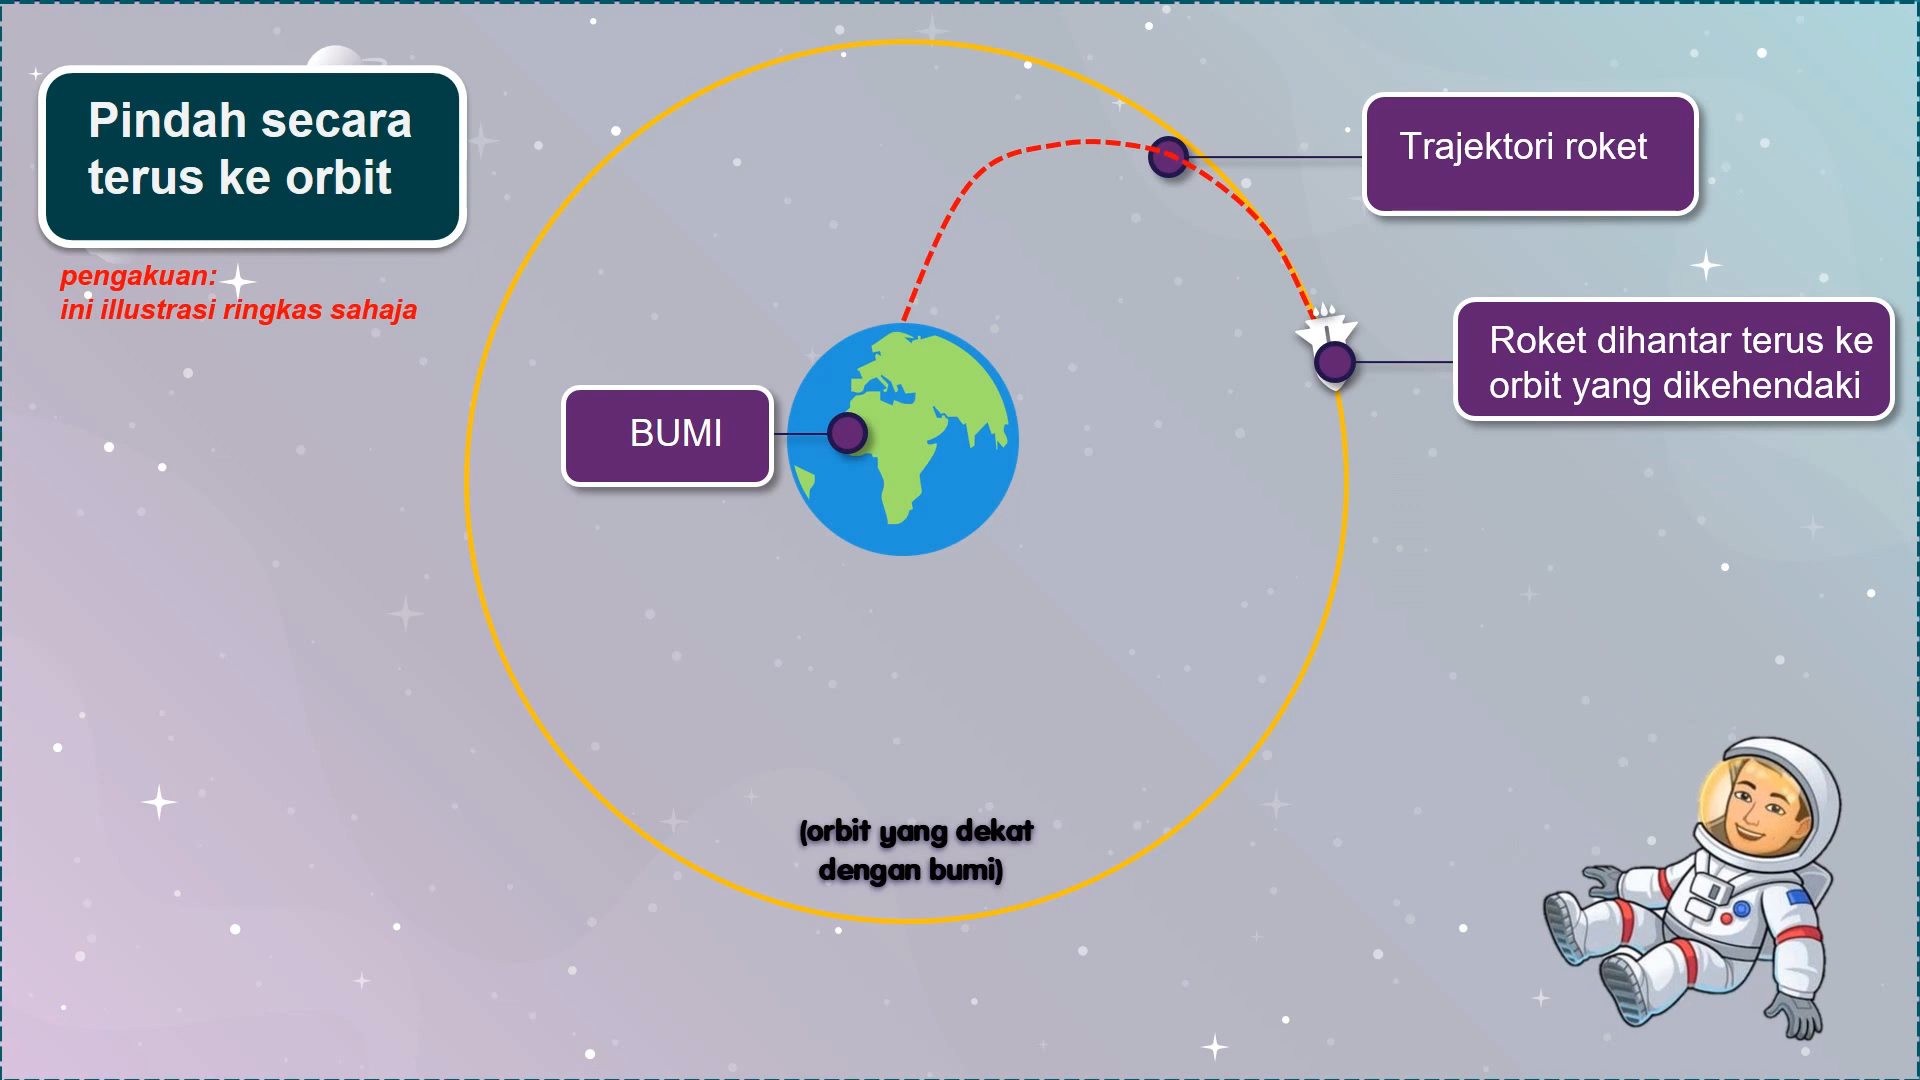 Pindah secara
terus ke orbit
pengakuan:
ini illustrasi ringkas sahaja
Trajektori roket
Roket dihantar terus ke
orbit yang dikehendaki
BUMI
(orbit yang dekat
dengan bumi)